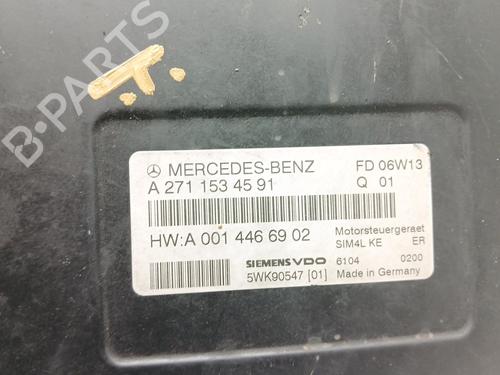 B-PARTS
MERCEDES-BENZ FD 06W13
A 271 153 45 91 Q 01
HW:A 001 446 69 02 Motorsteuergeraet
SIM4L KE ER
SIEMENS VDO 6104 0200
5WK90547 [01] Made in Germany